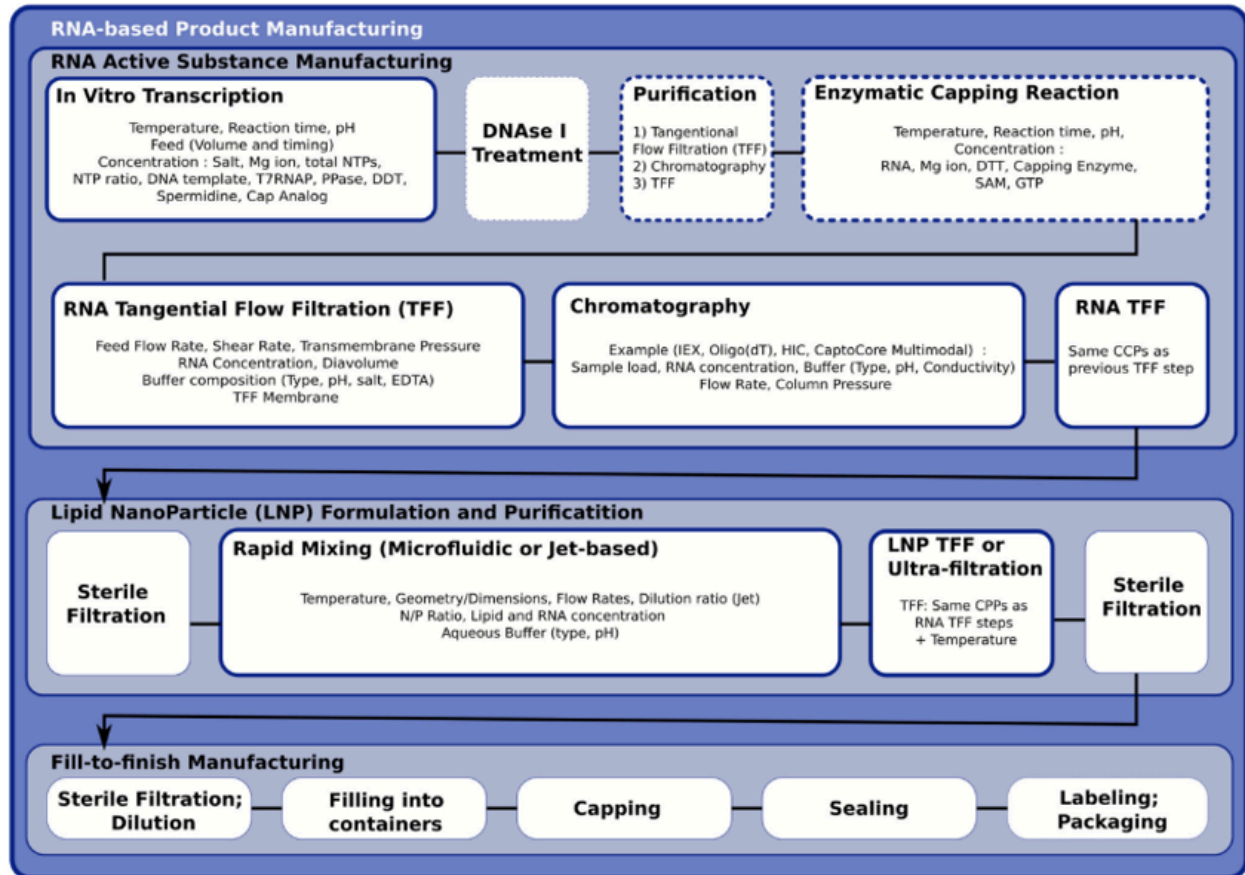 RNA-based Product Manufacturing
RNA Active Substance Manufacturing
In Vitro Transcription
Temperature, Reaction time, pH
Feed (Volume and timing)
Concentration : Salt, Mg ion, total NTPs,
NTP ratio, DNA template, T7RNAP, PPase, DDT,
Spermidine, Cap Analog
DNAse I
Treatment
Purification
1) Tangentional
Flow Filtration (TFF)
2) Chromatography
3) TFF
Enzymatic Capping Reaction
Temperature, Reaction time, pH,
Concentration :
RNA, Mg ion, DTT, Capping Enzyme,
SAM, GTP
RNA Tangential Flow Filtration (TFF)
Feed Flow Rate, Shear Rate, Transmembrane Pressure
RNA Concentration, Diavolume
Buffer composition (Type, pH, salt, EDTA)
TFF Membrane
Chromatography
Example (IEX, Oligo(dT), HIC, CaptoCore Multimodal) :
Sample load, RNA concentration, Buffer (Type, pH, Conductivity)
Flow Rate, Column Pressure
RNA TFF
Same CCPs as
previous TFF step
Lipid NanoParticle (LNP) Formulation and Purificatition
Sterile
Filtration
Rapid Mixing (Microfluidic or Jet-based)
Temperature, Geometry/Dimensions, Flow Rates, Dilution ratio (Jet)
N/P Ratio, Lipid and RNA concentration
Aqueous Buffer (type, pH)
LNP TFF or
Ultra-filtration
TFF: Same CPPs as
RNA TFF steps
+ Temperature
Sterile
Filtration
Fill-to-finish Manufacturing
Sterile Filtration;
Dilution
Filling into
containers
Capping
Sealing
Labeling;
Packaging